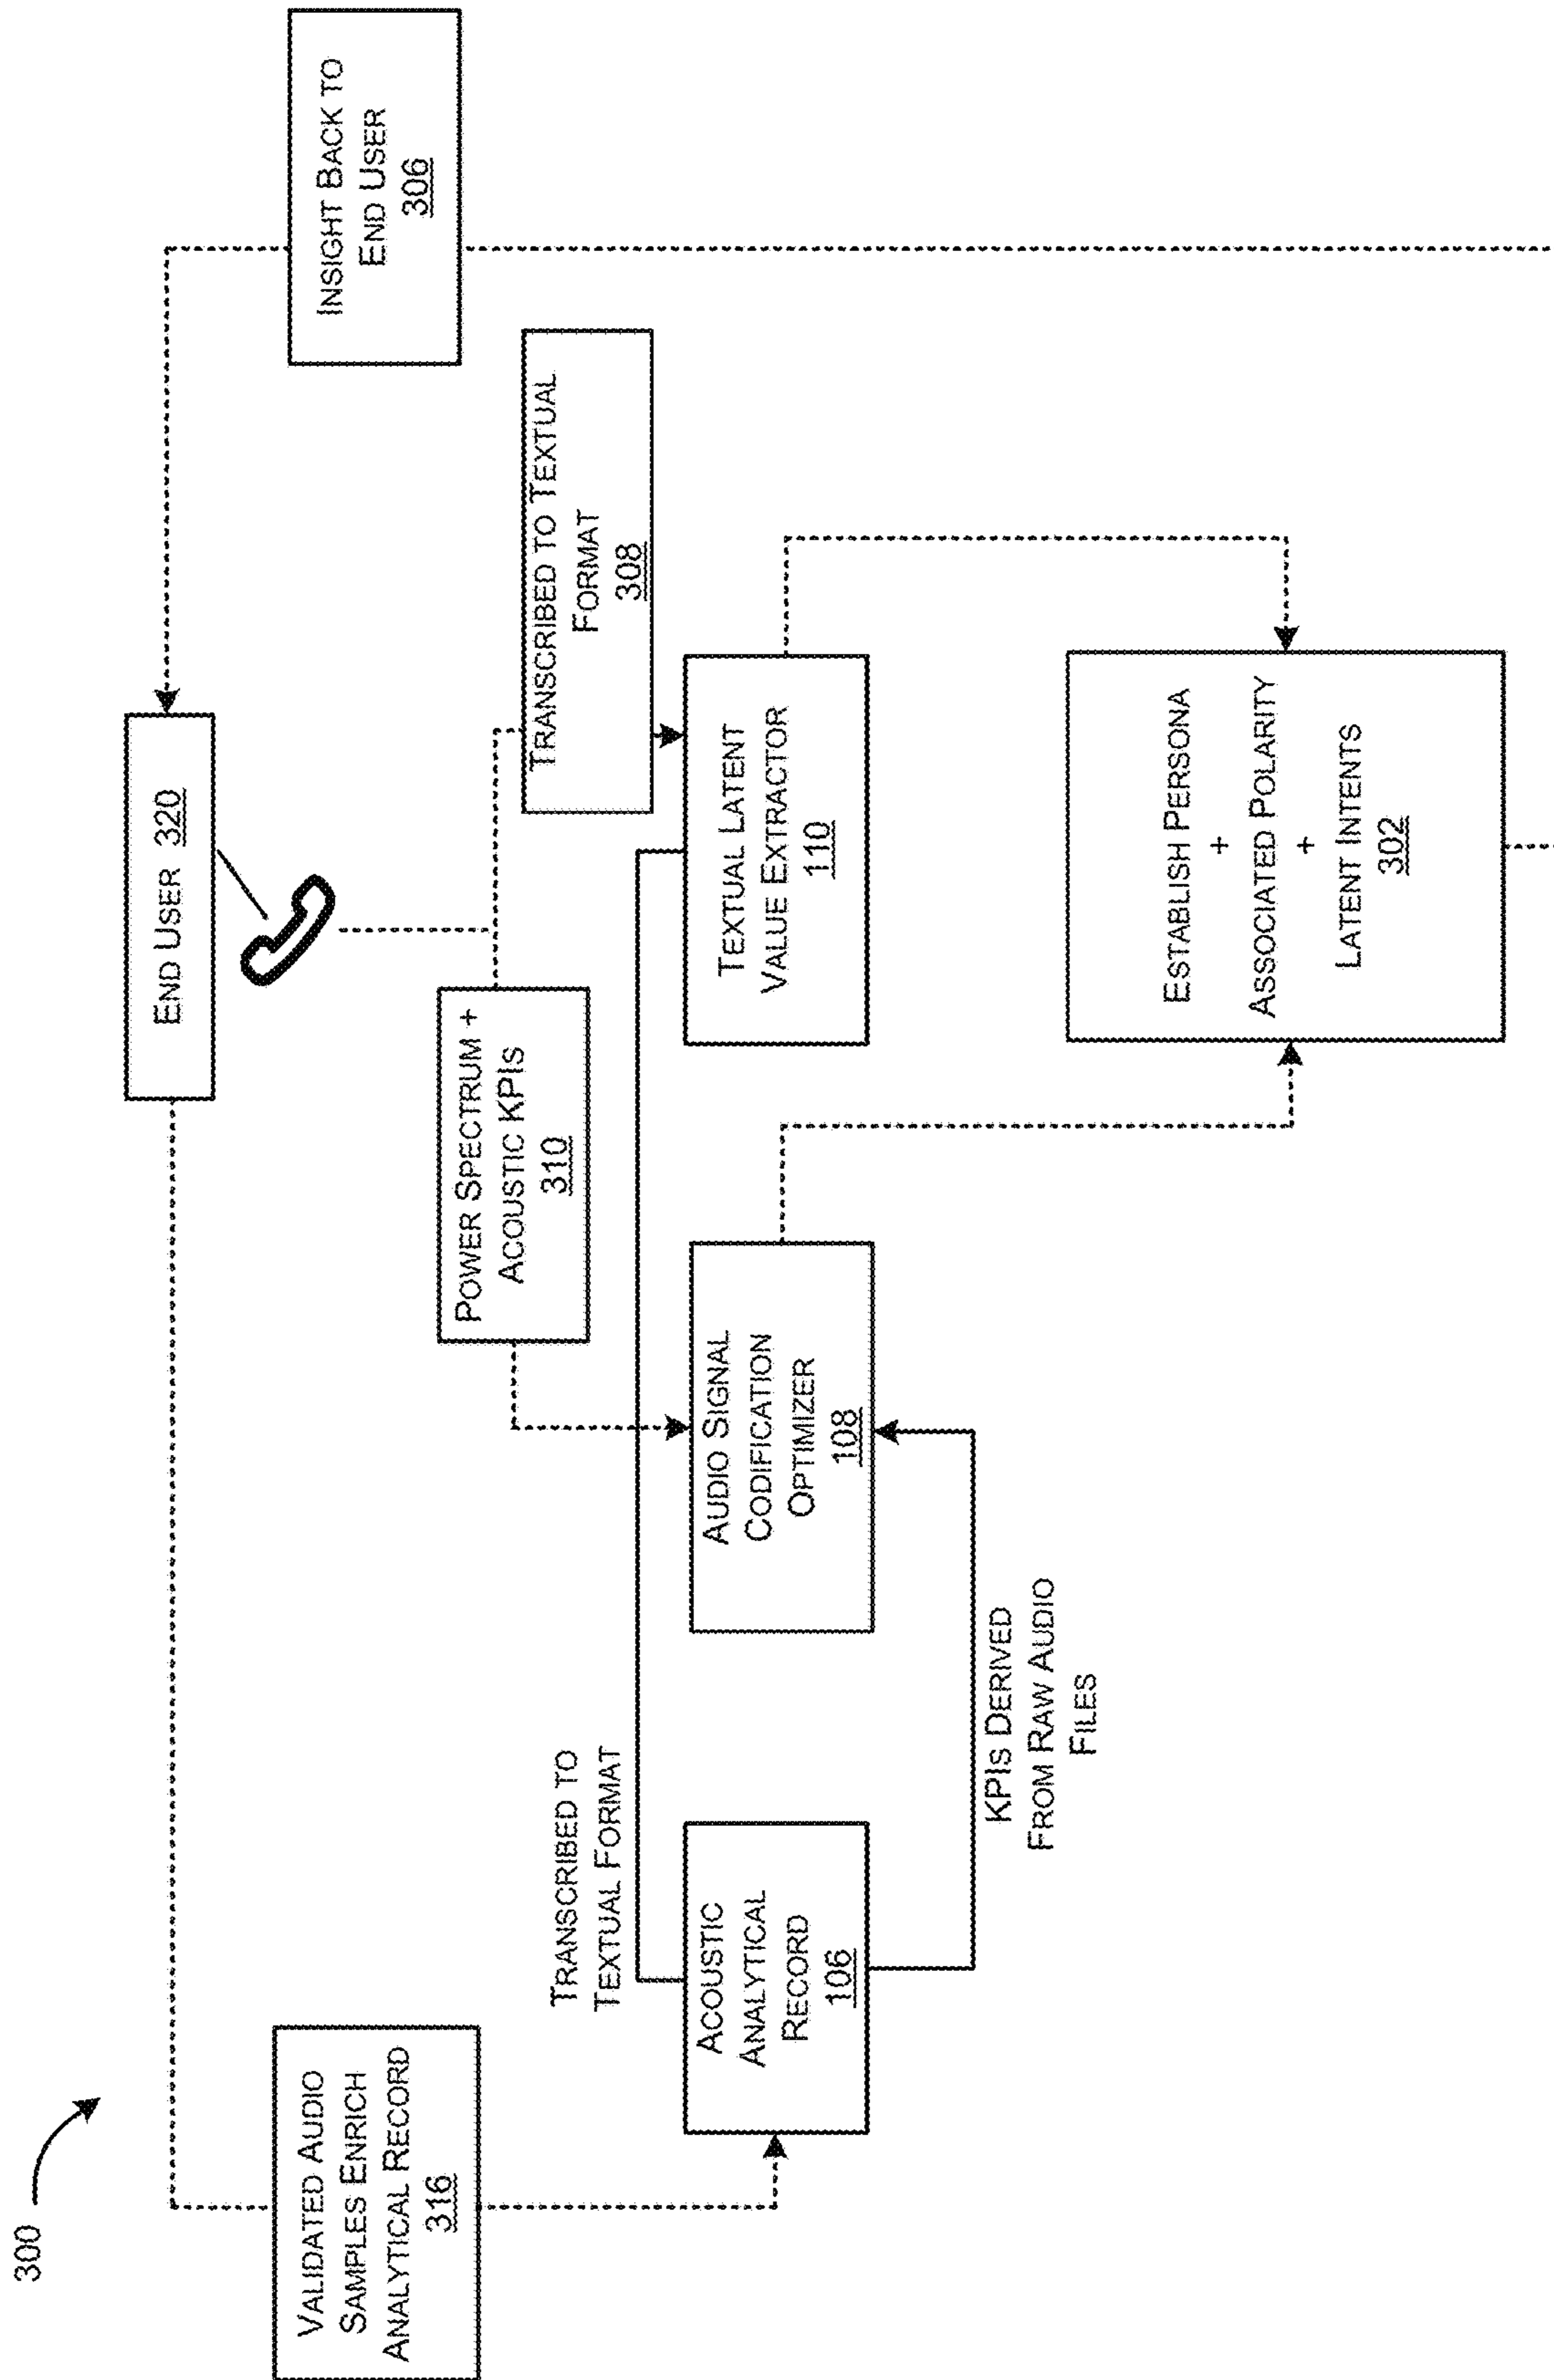 300
END USER 320
VALIDATED AUDIO
SAMPLES ENRICH
ANALYTICAL RECORD
316
INSIGHT BACK TO
END USER
306
POWER SPECTRUM +
ACOUSTIC KPIS
310
TRANSCRIBED TO TEXTUAL
FORMAT
308
TRANSCRIBED TO
TEXTUAL FORMAT
ACOUSTIC
ANALYTICAL
RECORD
106
AUDIO SIGNAL
CODIFICATION
OPTIMIZER
108
TEXTUAL LATENT
VALUE EXTRACTOR
110
KPIS DERIVED
FROM RAW AUDIO
FILES
ESTABLISH PERSONA
+
ASSOCIATED POLARITY
+
LATENT INTENTS
302